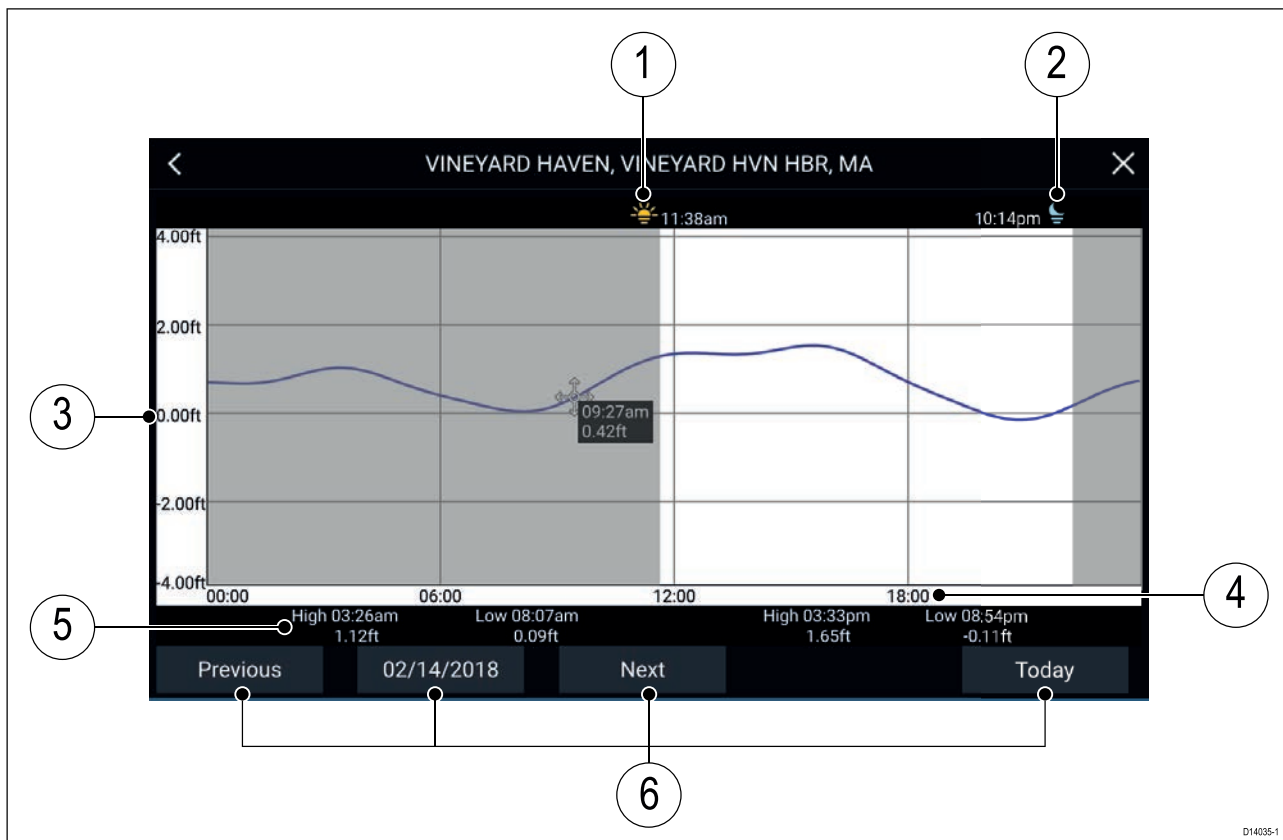 1
2
VINEYARD HAVEN, VINEYARD HVN HBR, MA
11:38am
10:14pm
4.00ft
2.00ft
3
0.00ft
09:27am
0.42ft
-2.00ft
-4.00ft
00:00
06:00
12:00
18:00
4
5
High 03:26am
1.12ft
Low 08:07am
0.09ft
High 03:33pm
1.65ft
Low 08:54pm
-0.11ft
Previous
02/14/2018
Next
Today
6
D14035-1